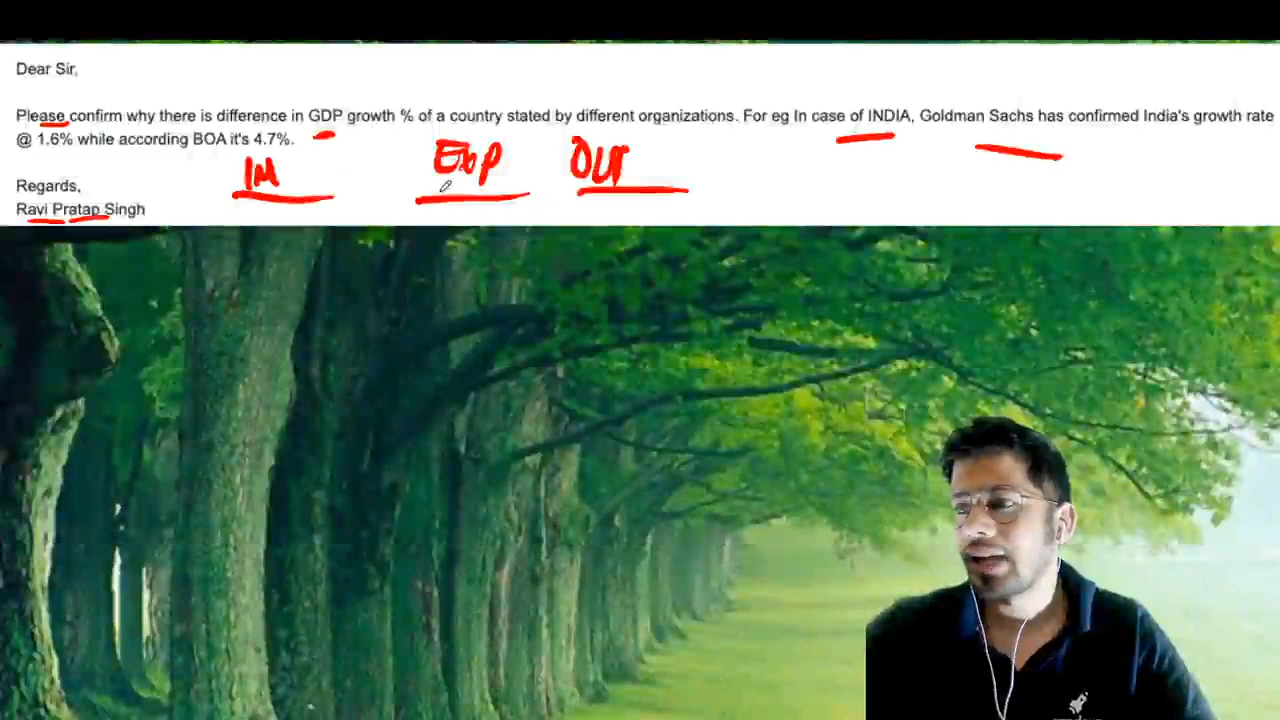 Dear Sir,
Please confirm why there is difference in GDP growth % of a country stated by different organizations. For eg In case of INDIA, Goldman Sachs has confirmed India's growth rate
@ 1.6% while according BOA it's 4.7%.
Exp
OUT
Regards,
Ravi Pratap Singh